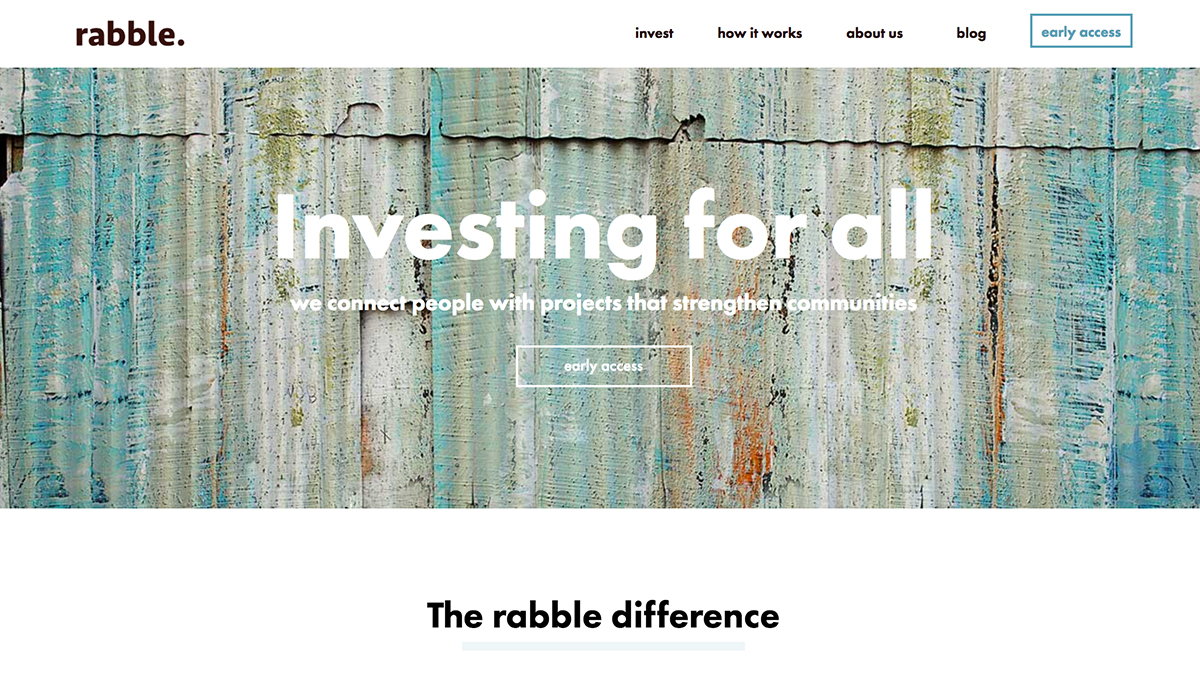 rabble.
invest how it works about us blog early access
Investing for all
we connect people with projects that strengthen communities
early access
The rabble difference